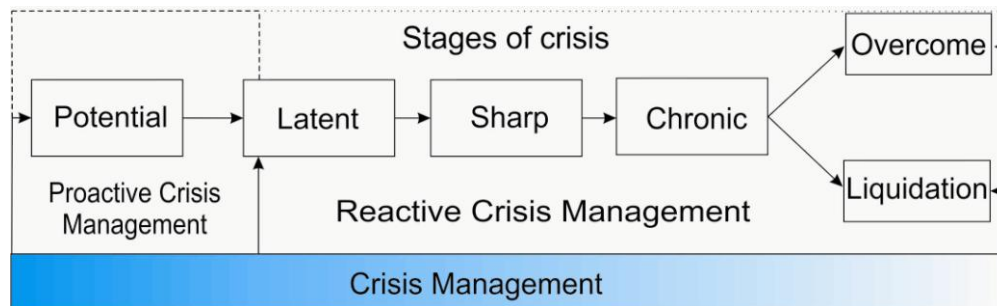 Stages of crisis
Overcome
Potential
Latent
Sharp
Chronic
Liquidation
Proactive Crisis
Management
Reactive Crisis Management
Crisis Management